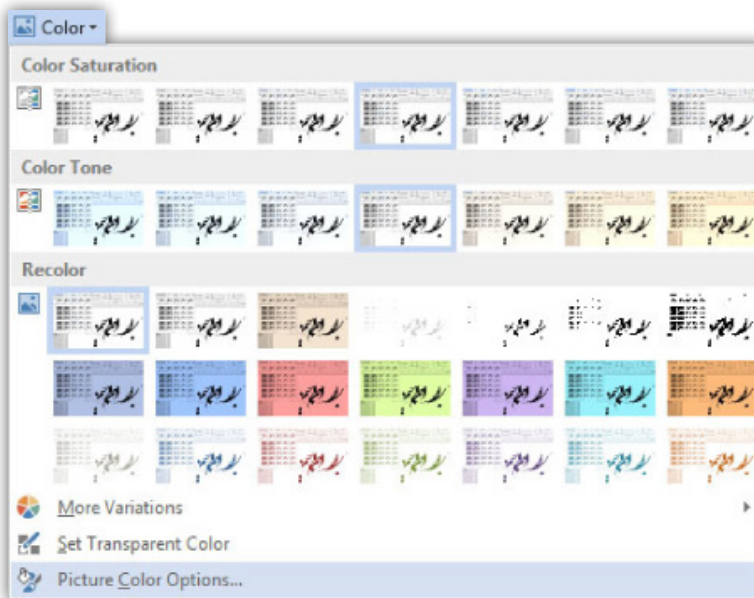 Color
Color Saturation
Color Tone
Recolor
More Variations
Set Transparent Color
Picture Color Options...